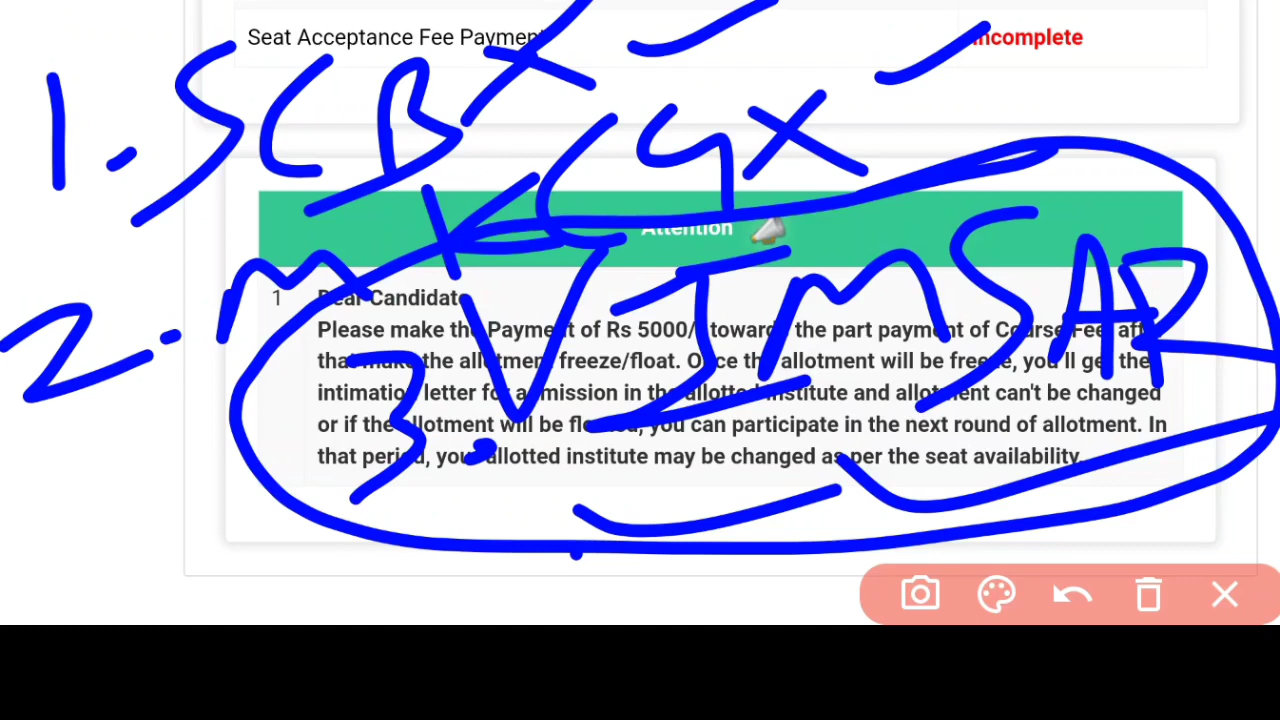 Seat Acceptance Fee Payment Incomplete
1. SCB
2. MKCG
Attention
3. VIMSAR
1 Dear Candidate
Please make the Payment of Rs 5000/- towards the part payment of Course Fee after
that make the allotment freeze/float. Once the allotment will be freeze, you'll get the
intimation letter for admission in the allotted institute and allotment can't be changed
or if the allotment will be floated, you can participate in the next round of allotment. In
that period, your allotted institute may be changed as per the seat availability.